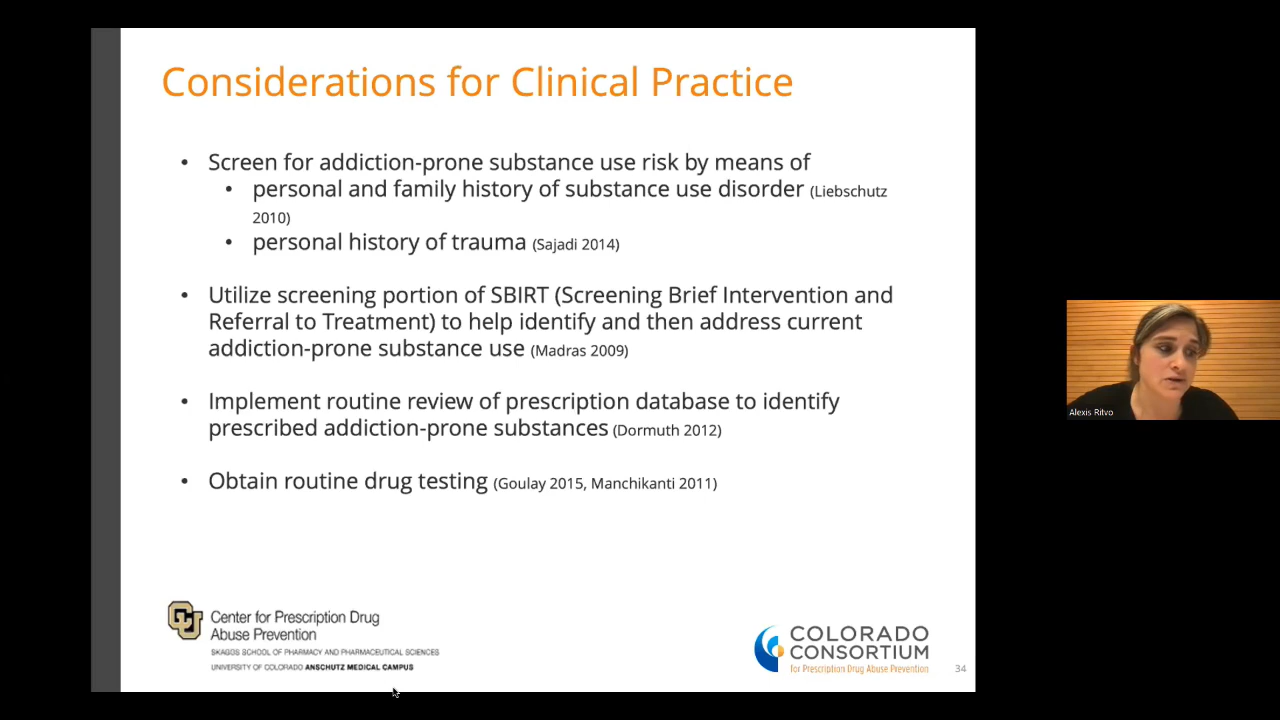 Considerations for Clinical Practice
• Screen for addiction-prone substance use risk by means of
• personal and family history of substance use disorder (Liebschutz
2010)
• personal history of trauma (Sajadi 2014)
• Utilize screening portion of SBIRT (Screening Brief Intervention and
Referral to Treatment) to help identify and then address current
addiction-prone substance use (Madras 2009)
• Implement routine review of prescription database to identify
prescribed addiction-prone substances (Dormuth 2012)
• Obtain routine drug testing (Goulay 2015, Manchikanti 2011)
CU
Center for Prescription Drug
Abuse Prevention
SKAGGS SCHOOL OF PHARMACY AND PHARMACEUTICAL SCIENCES
UNIVERSITY OF COLORADO ANSCHUTZ MEDICAL CAMPUS
COLORADO
CONSORTIUM
for Prescription Drug Abuse Prevention
34
Alexis Ritvo